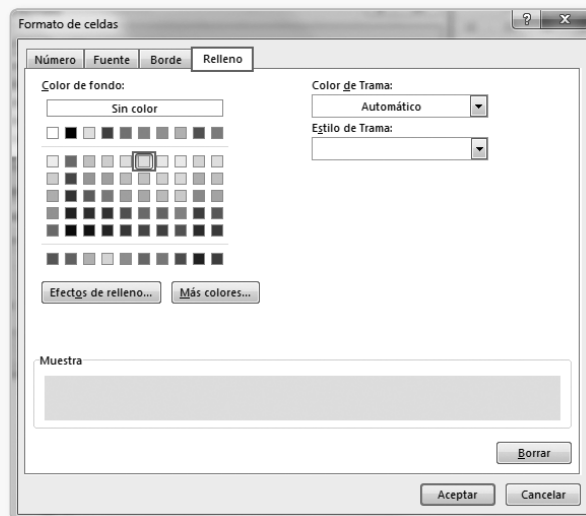 Formato de celdas
Número Fuente Borde Relleno
Color de fondo:
Sin color
Efectos de relleno... Más colores...
Color de Trama:
Automático
Estilo de Trama:
Muestra
Borrar
Aceptar Cancelar